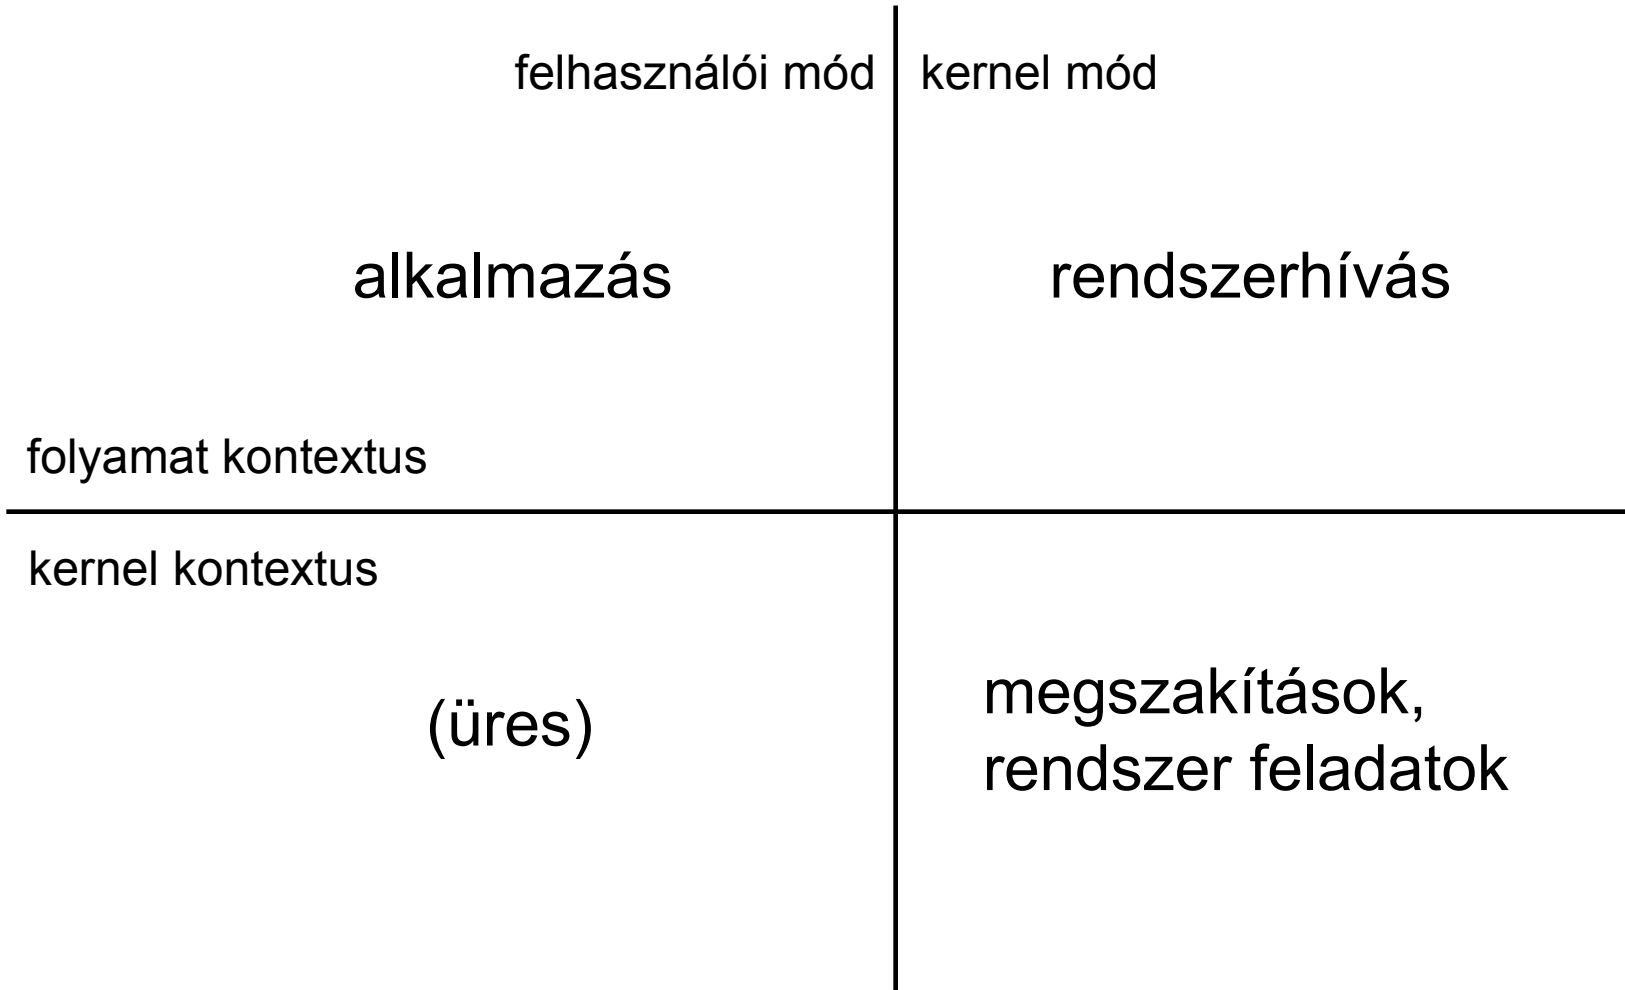 felhasználói mód
kernel mód
alkalmazás
rendszerhívás
folyamat kontextus
kernel kontextus
(üres)
megszakítások,
rendszer feladatok